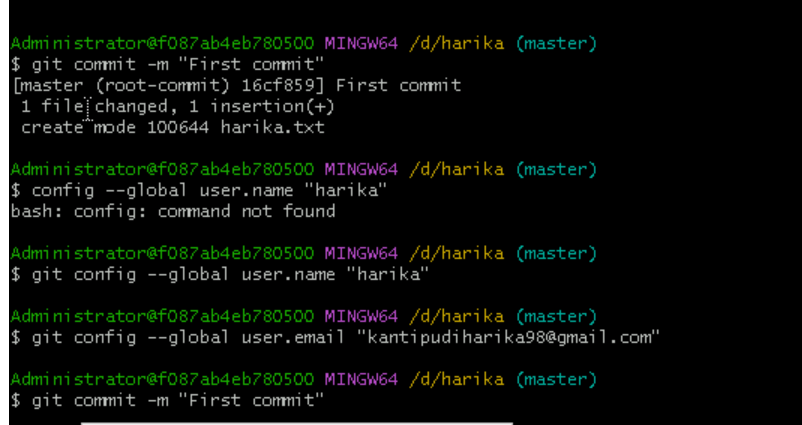 Administrator@f087ab4eb780500 MINGW64 /d/harika (master)
$ git commit -m "First commit"
[master (root-commit) 16cf859] First commit
 1 file changed, 1 insertion(+)
 create mode 100644 harika.txt
Administrator@f087ab4eb780500 MINGW64 /d/harika (master)
$ config --global user.name "harika"
bash: config: command not found
Administrator@f087ab4eb780500 MINGW64 /d/harika (master)
$ git config --global user.name "harika"
Administrator@f087ab4eb780500 MINGW64 /d/harika (master)
$ git config --global user.email "kantipudiharika98@gmail.com"
Administrator@f087ab4eb780500 MINGW64 /d/harika (master)
$ git commit -m "First commit"